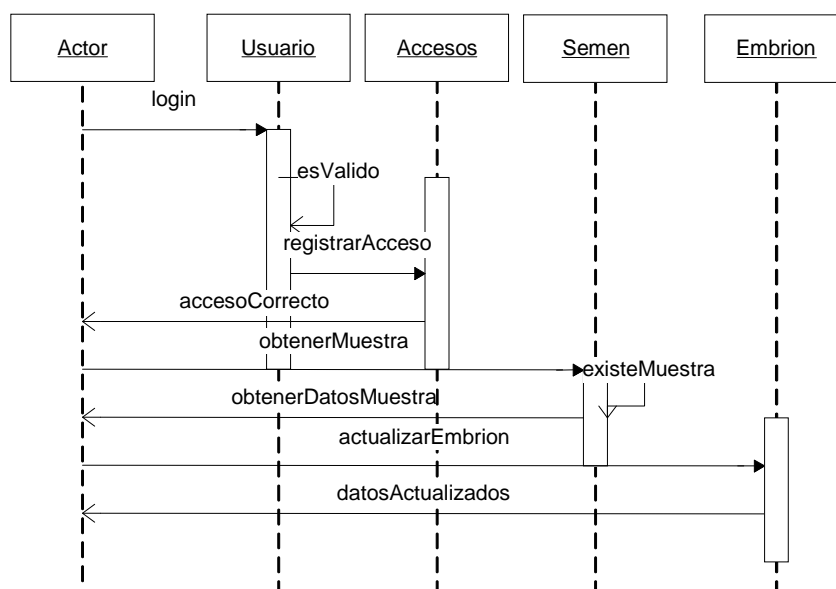 Actor
Usuario
Accesos
Semen
Embrion
login
esValido
registrarAcceso
accesoCorrecto
obtenerMuestra
existeMuestra
obtenerDatosMuestra
actualizarEmbrion
datosActualizados